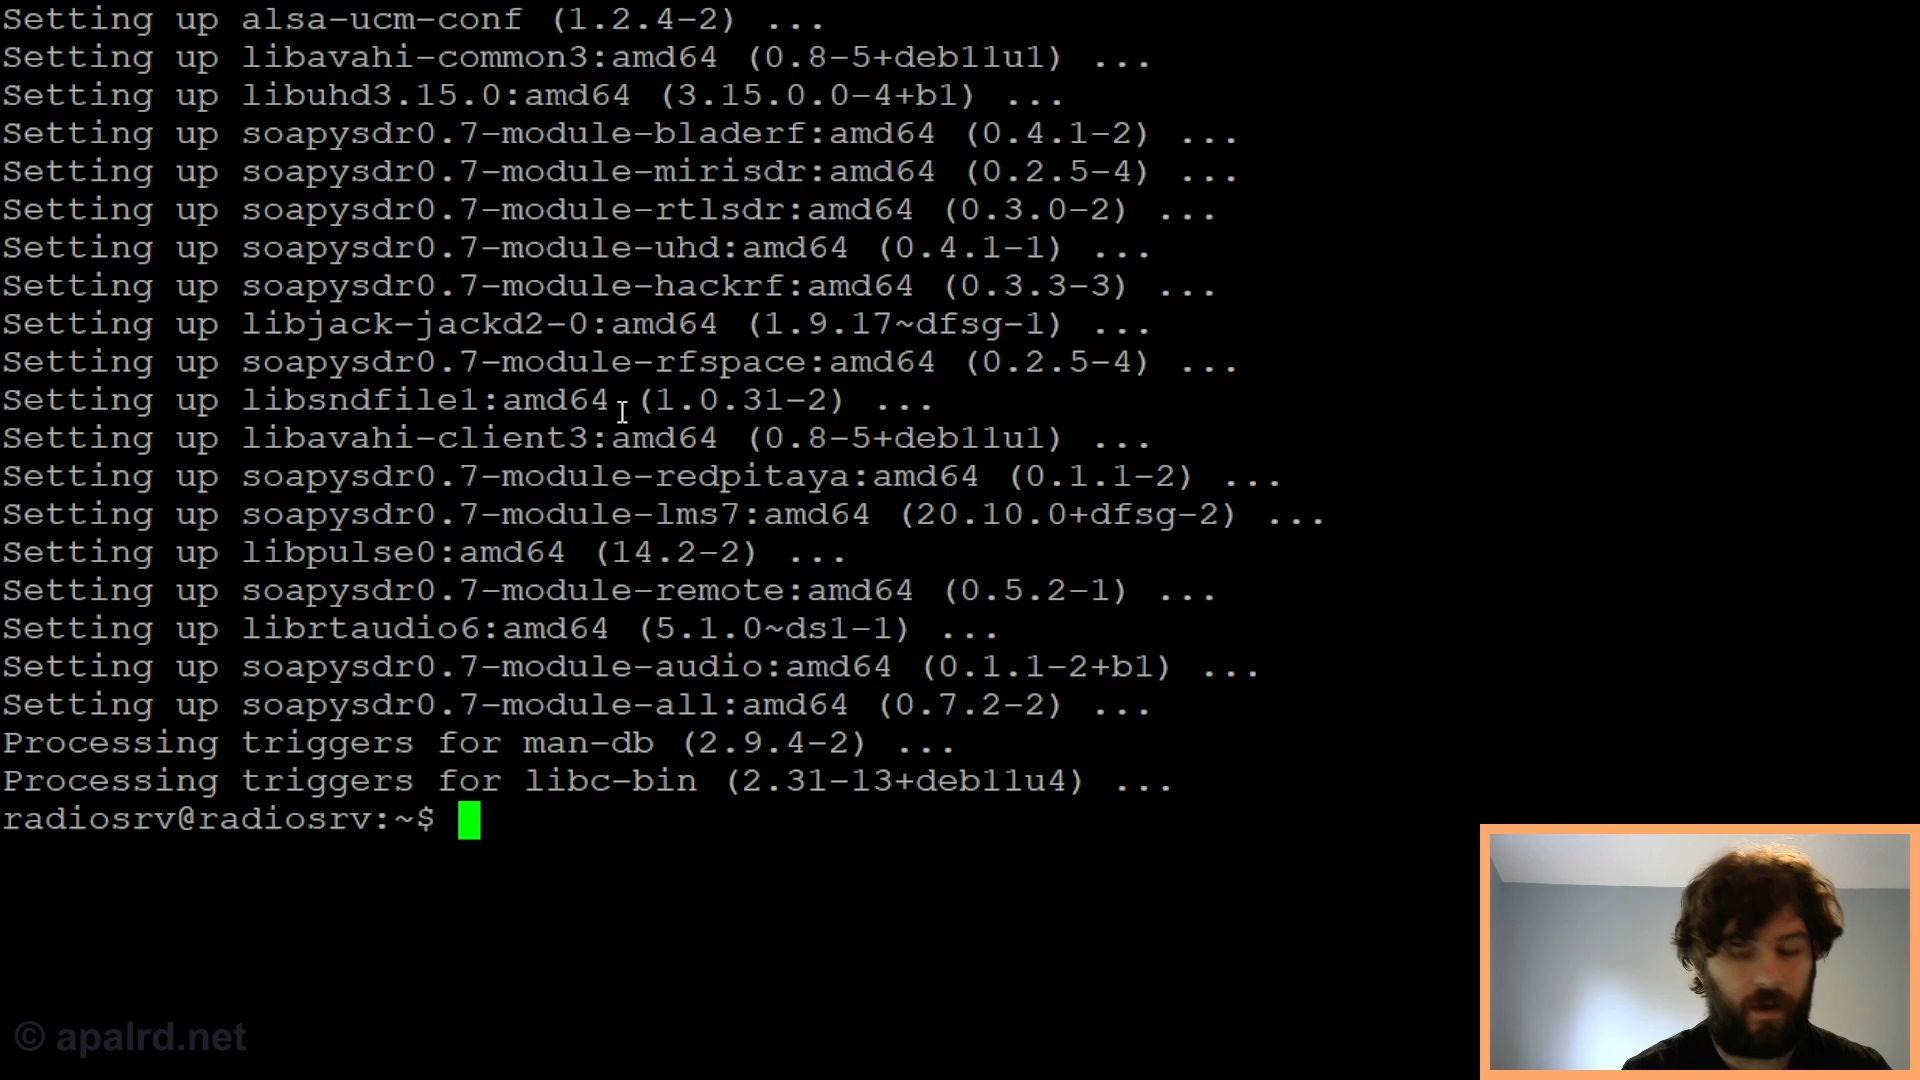 Setting up alsa-ucm-conf (1.2.4-2) ...
Setting up libavahi-common3:amd64 (0.8-5+deb11u1) ...
Setting up libuhd3.15.0:amd64 (3.15.0.0-4+b1) ...
Setting up soapysdr0.7-module-bladerf:amd64 (0.4.1-2) ...
Setting up soapysdr0.7-module-mirisdr:amd64 (0.2.5-4) ...
Setting up soapysdr0.7-module-rtlsdr:amd64 (0.3.0-2) ...
Setting up soapysdr0.7-module-uhd:amd64 (0.4.1-1) ...
Setting up soapysdr0.7-module-hackrf:amd64 (0.3.3-3) ...
Setting up libjack-jackd2-0:amd64 (1.9.17~dfsg-1) ...
Setting up soapysdr0.7-module-rfspace:amd64 (0.2.5-4) ...
Setting up libsndfile1:amd64 (1.0.31-2) ...
Setting up libavahi-client3:amd64 (0.8-5+deb11u1) ...
Setting up soapysdr0.7-module-redpitaya:amd64 (0.1.1-2) ...
Setting up soapysdr0.7-module-lms7:amd64 (20.10.0+dfsg-2) ...
Setting up libpulse0:amd64 (14.2-2) ...
Setting up soapysdr0.7-module-remote:amd64 (0.5.2-1) ...
Setting up librtaudio6:amd64 (5.1.0~ds1-1) ...
Setting up soapysdr0.7-module-audio:amd64 (0.1.1-2+b1) ...
Setting up soapysdr0.7-module-all:amd64 (0.7.2-2) ...
Processing triggers for man-db (2.9.4-2) ...
Processing triggers for libc-bin (2.31-13+deb11u4) ...
radiosrv@radiosrv:~$
© apalrd.net